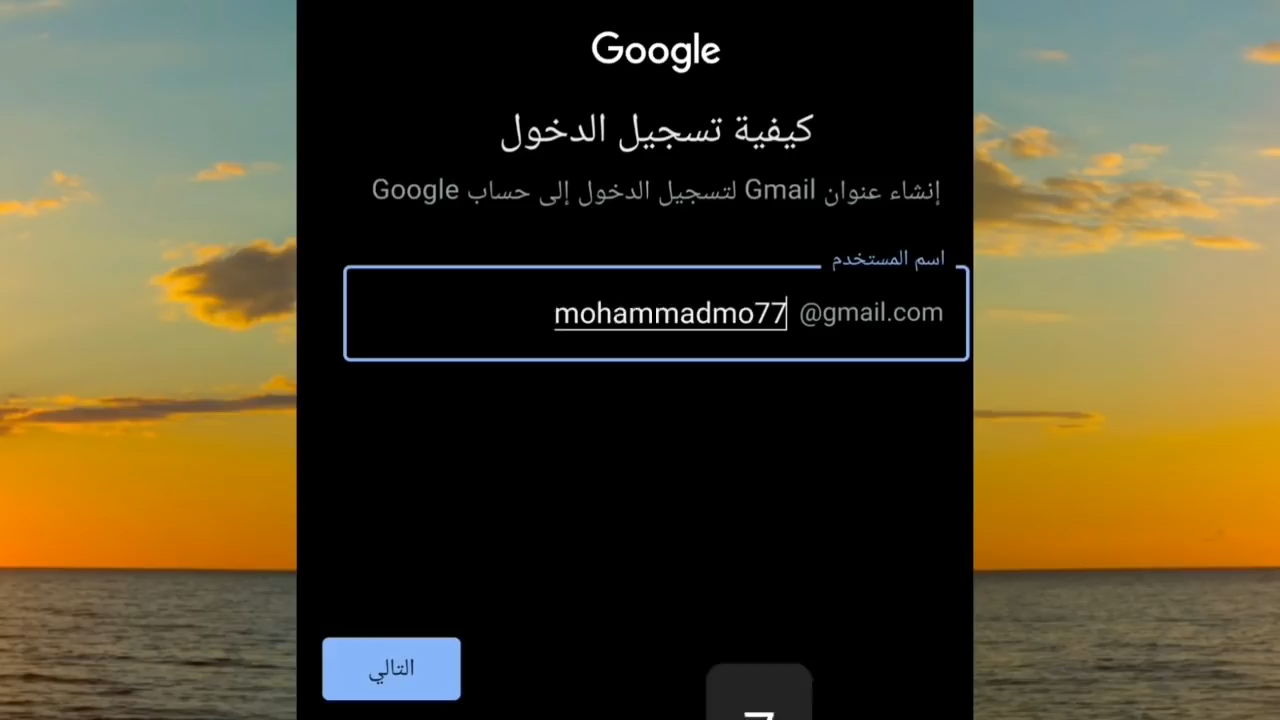 Google
كيفية تسجيل الدخول
إنشاء عنوان Gmail لتسجيل الدخول إلى حساب Google
اسم المستخدم
mohammadmo77 @gmail.com
التالي